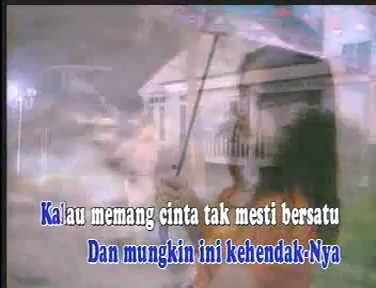 Kalau memang cinta tak mesti bersatu
Dan mungkin ini kehendak-Nya